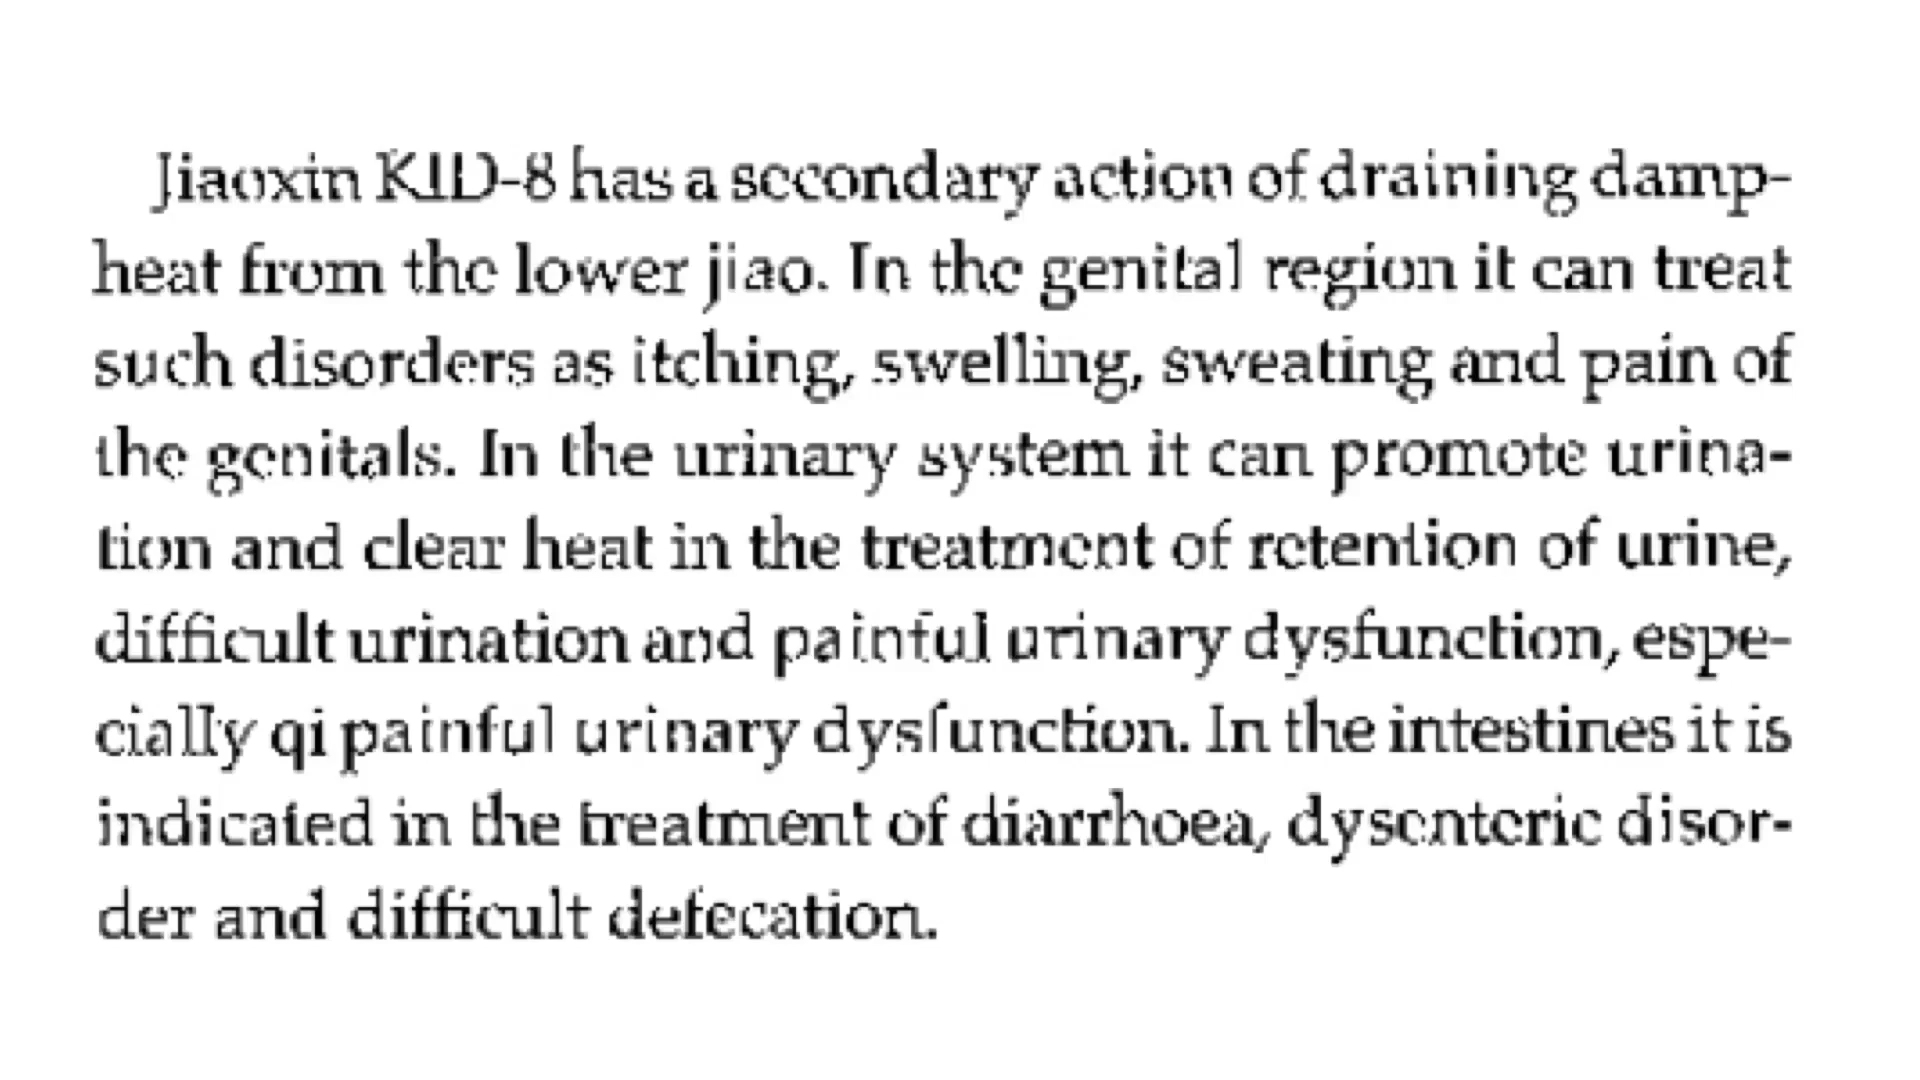 Jiaoxin KID-8 has a secondary action of draining damp-
heat from the lower jiao. In the genital region it can treat
such disorders as itching, swelling, sweating and pain of
the genitals. In the urinary system it can promote urina-
tion and clear heat in the treatment of retention of urine,
difficult urination and painful urinary dysfunction, espe-
cially qi painful urinary dysfunction. In the intestines it is
indicated in the treatment of diarrhoea, dysenteric disor-
der and difficult defecation.